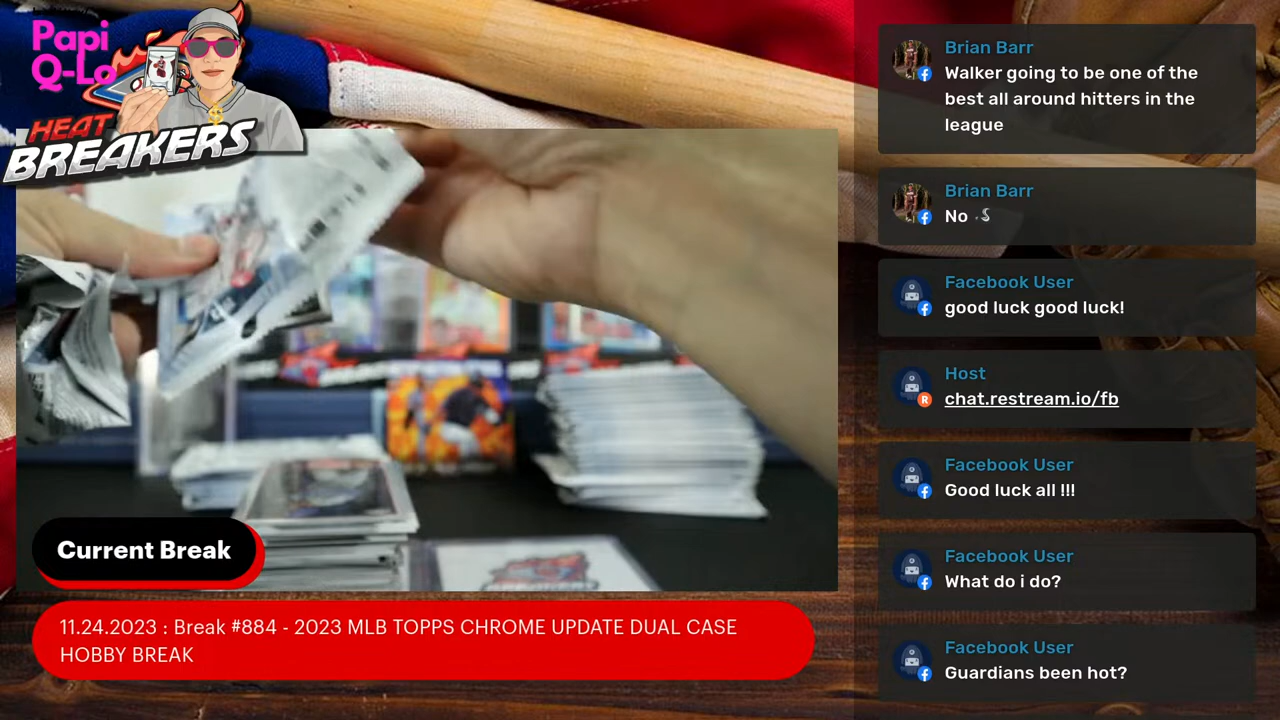 Papi
Q-Lo
HEAT
BREAKERS
Current Break
11.24.2023 : Break #884 - 2023 MLB TOPPS CHROME UPDATE DUAL CASE
HOBBY BREAK
Brian Barr
Walker going to be one of the
best all around hitters in the
league
Brian Barr
No
Facebook User
good luck good luck!
Host
chat.restream.io/fb
Facebook User
Good luck all !!!
Facebook User
What do i do?
Facebook User
Guardians been hot?